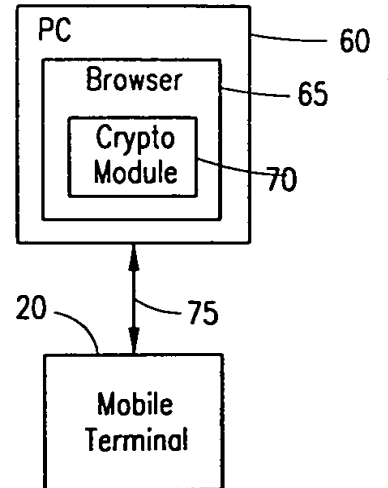 PC
60
Browser
65
Crypto
Module
70
20
75
Mobile
Terminal